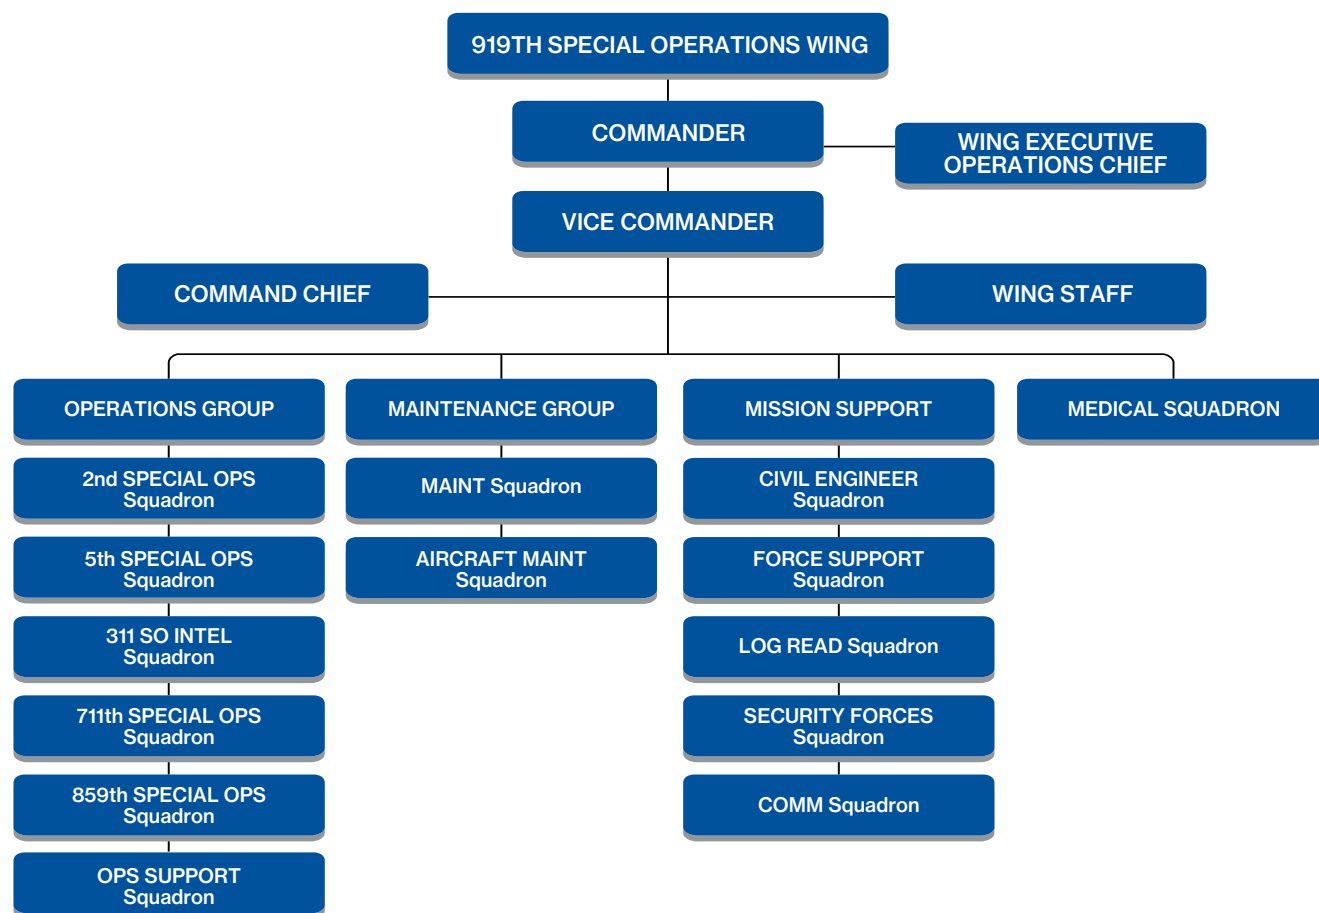 919TH SPECIAL OPERATIONS WING
COMMANDER
WING EXECUTIVE
OPERATIONS CHIEF
VICE COMMANDER
COMMAND CHIEF
WING STAFF
OPERATIONS GROUP
MAINTENANCE GROUP
MISSION SUPPORT
MEDICAL SQUADRON
2nd SPECIAL OPS
Squadron
MAINT Squadron
CIVIL ENGINEER
Squadron
5th SPECIAL OPS
Squadron
AIRCRAFT MAINT
Squadron
FORCE SUPPORT
Squadron
311 SO INTEL
Squadron
LOG READ Squadron
711th SPECIAL OPS
Squadron
SECURITY FORCES
Squadron
859th SPECIAL OPS
Squadron
COMM Squadron
OPS SUPPORT
Squadron